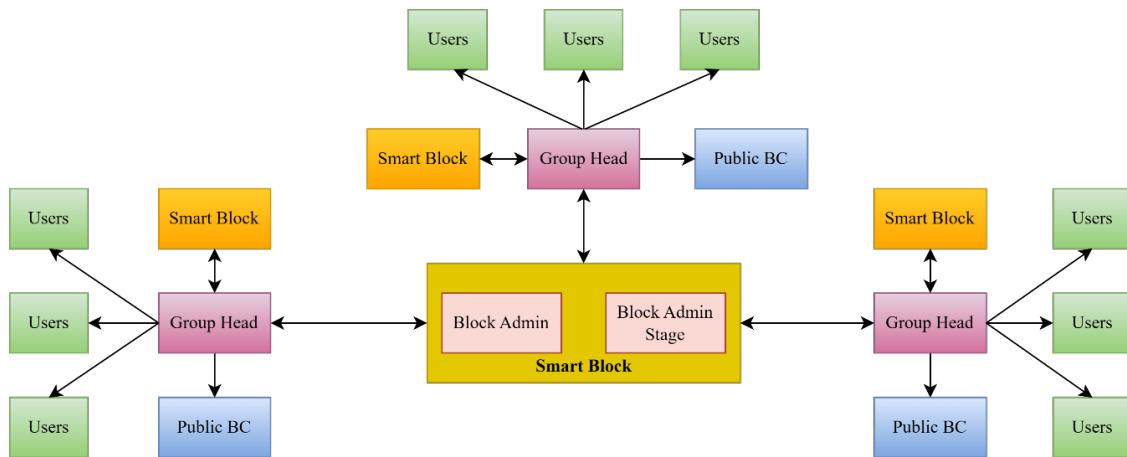 Users
Users
Users
Smart Block
Group Head
Public BC
Users
Smart Block
Smart Block
Users
Users
Group Head
Block Admin
Block Admin
Stage
Group Head
Users
Smart Block
Users
Public BC
Public BC
Users